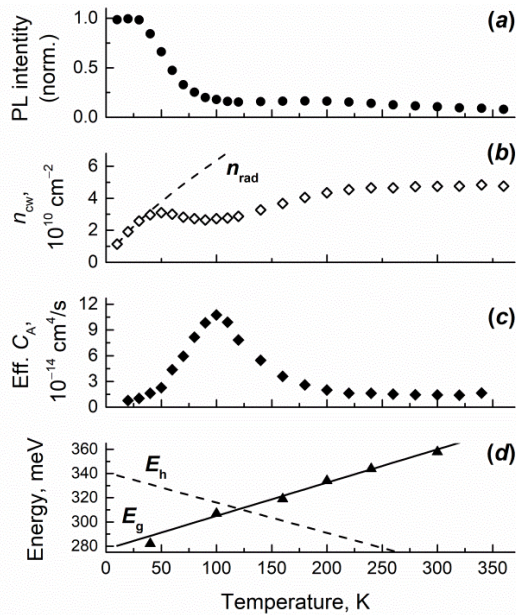 (a)
PL intentity
(norm.)
1.0
0.5
0.0
(b)
n_cw,
10^10 cm^-2
6
4
2
0
n_rad
(c)
Eff. C_A,
10^-14 cm^4/s
12
9
6
3
0
(d)
Energy, meV
360
340
320
300
280
E_h
E_g
0 50 100 150 200 250 300 350
Temperature, K